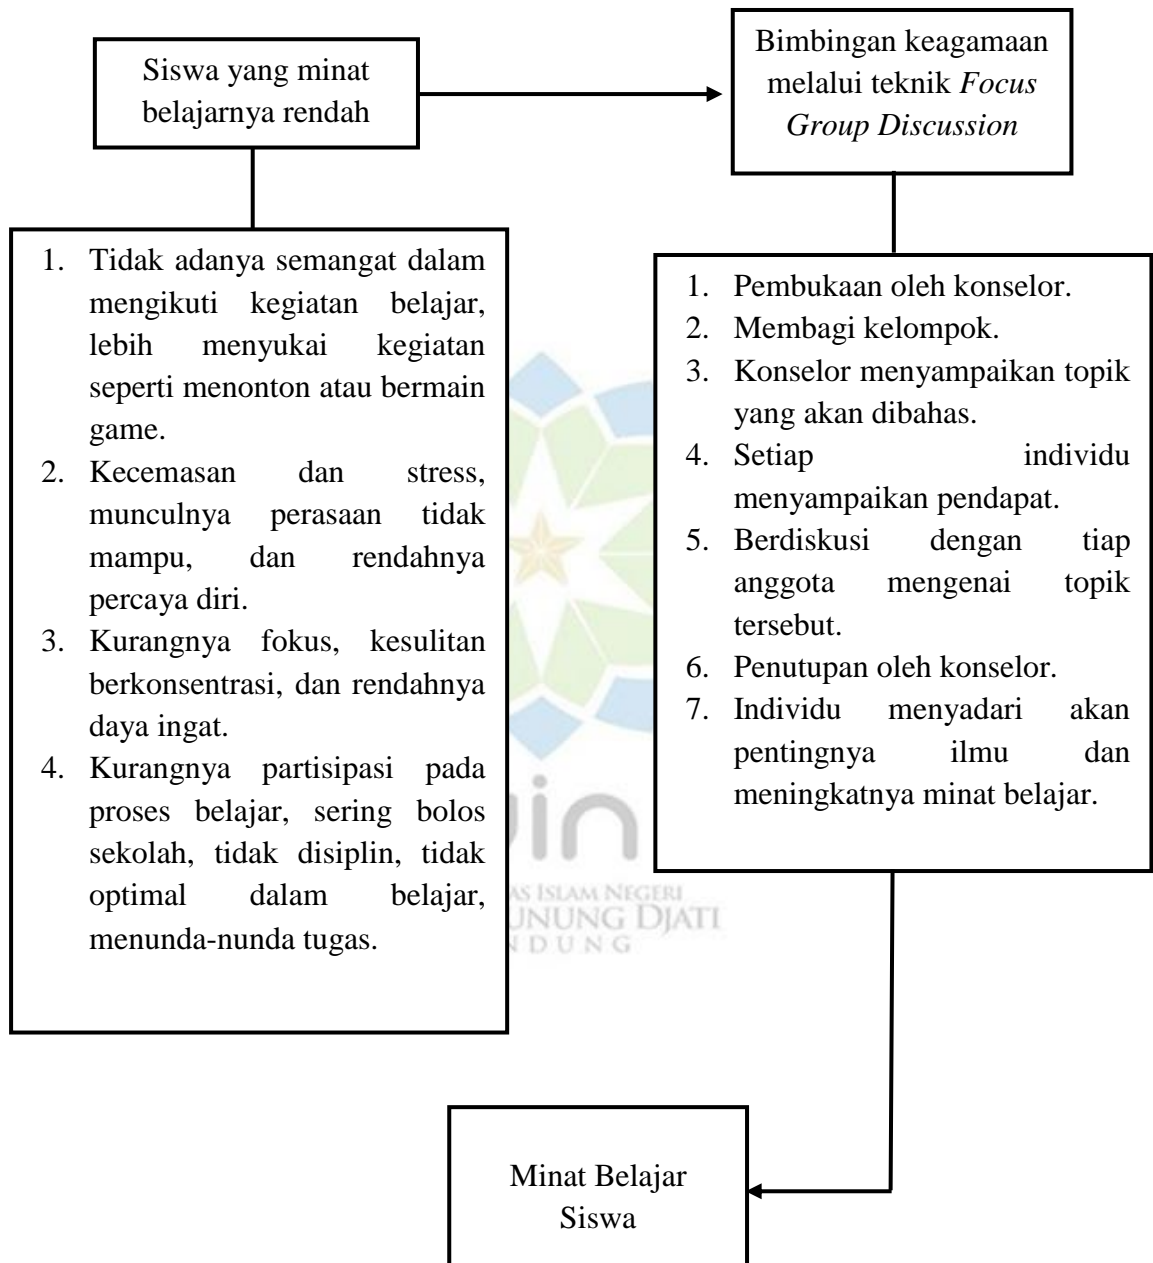 Siswa yang minat
belajarnya rendah
Bimbingan keagamaan
melalui teknik Focus
Group Discussion
1. Tidak adanya semangat dalam
mengikuti kegiatan belajar,
lebih menyukai kegiatan
seperti menonton atau bermain
game.
2. Kecemasan dan stress,
munculnya perasaan tidak
mampu, dan rendahnya
percaya diri.
3. Kurangnya fokus, kesulitan
berkonsentrasi, dan rendahnya
daya ingat.
4. Kurangnya partisipasi pada
proses belajar, sering bolos
sekolah, tidak disiplin, tidak
optimal dalam belajar,
menunda-nunda tugas.
1. Pembukaan oleh konselor.
2. Membagi kelompok.
3. Konselor menyampaikan topik
yang akan dibahas.
4. Setiap individu
menyampaikan pendapat.
5. Berdiskusi dengan tiap
anggota mengenai topik
tersebut.
6. Penutupan oleh konselor.
7. Individu menyadari akan
pentingnya ilmu dan
meningkatnya minat belajar.
in
AS ISLAM NEGERI
UNUNG DJATI
NDUNG
Minat Belajar
Siswa